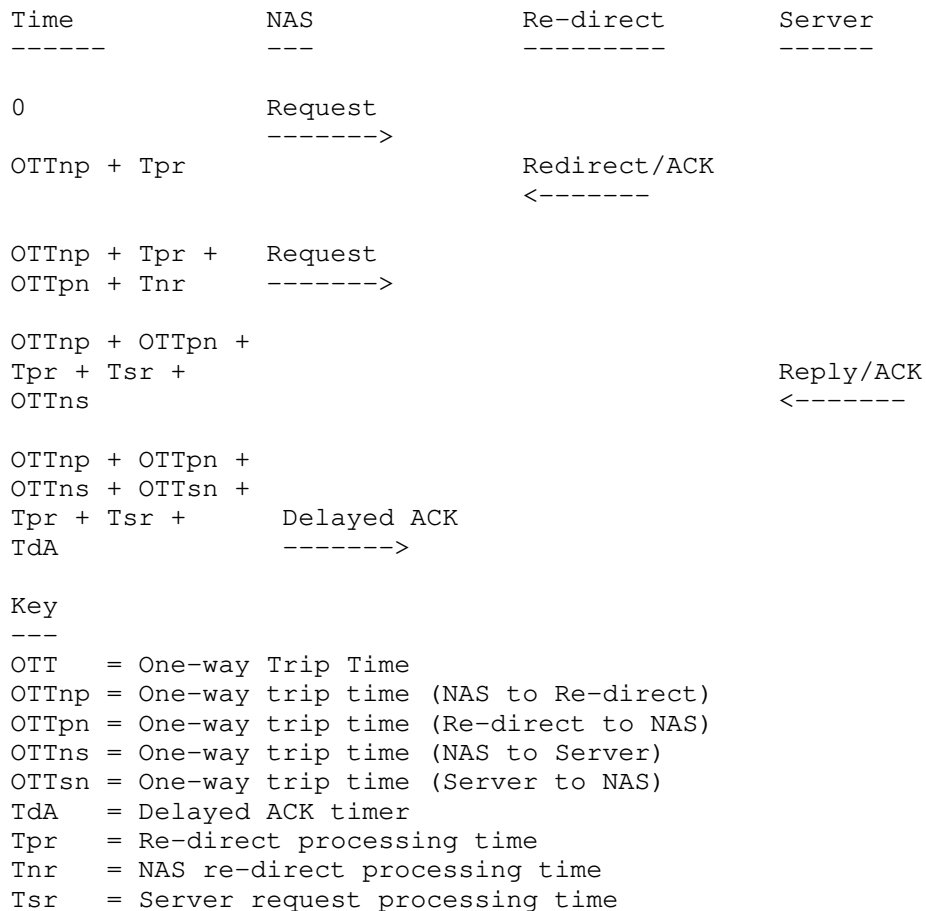 Time             NAS             Re-direct       Server
------           ---             ---------       ------
0                Request
                 ------->
OTTnp + Tpr                      Redirect/ACK
                                 <-------
OTTnp + Tpr +    Request
OTTpn + Tnr      ------->
OTTnp + OTTpn +
Tpr + Tsr +                                      Reply/ACK
OTTns                                            <-------
OTTnp + OTTpn +
OTTns + OTTsn +
Tpr + Tsr +       Delayed ACK
TdA               ------->
Key
---
OTT   = One-way Trip Time
OTTnp = One-way trip time (NAS to Re-direct)
OTTpn = One-way trip time (Re-direct to NAS)
OTTns = One-way trip time (NAS to Server)
OTTsn = One-way trip time (Server to NAS)
TdA   = Delayed ACK timer
Tpr   = Re-direct processing time
Tnr   = NAS re-direct processing time
Tsr   = Server request processing time